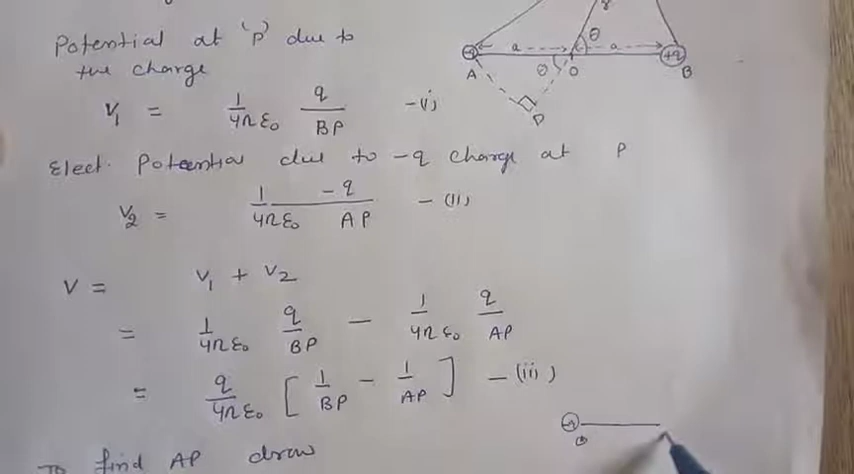 r
Potential at 'P' due to
the charge
θ
-q a a +q
A θ O B
D
V₁ = 1/4πε₀ q/BP -(i)
Elect. Potential due to -q charge at P
V₂ = 1/4πε₀ -q/AP - (ii)
V = V₁ + V₂
= 1/4πε₀ q/BP - 1/4πε₀ q/AP
= q/4πε₀ [ 1/BP - 1/AP ] - (iii)
To find AP draw